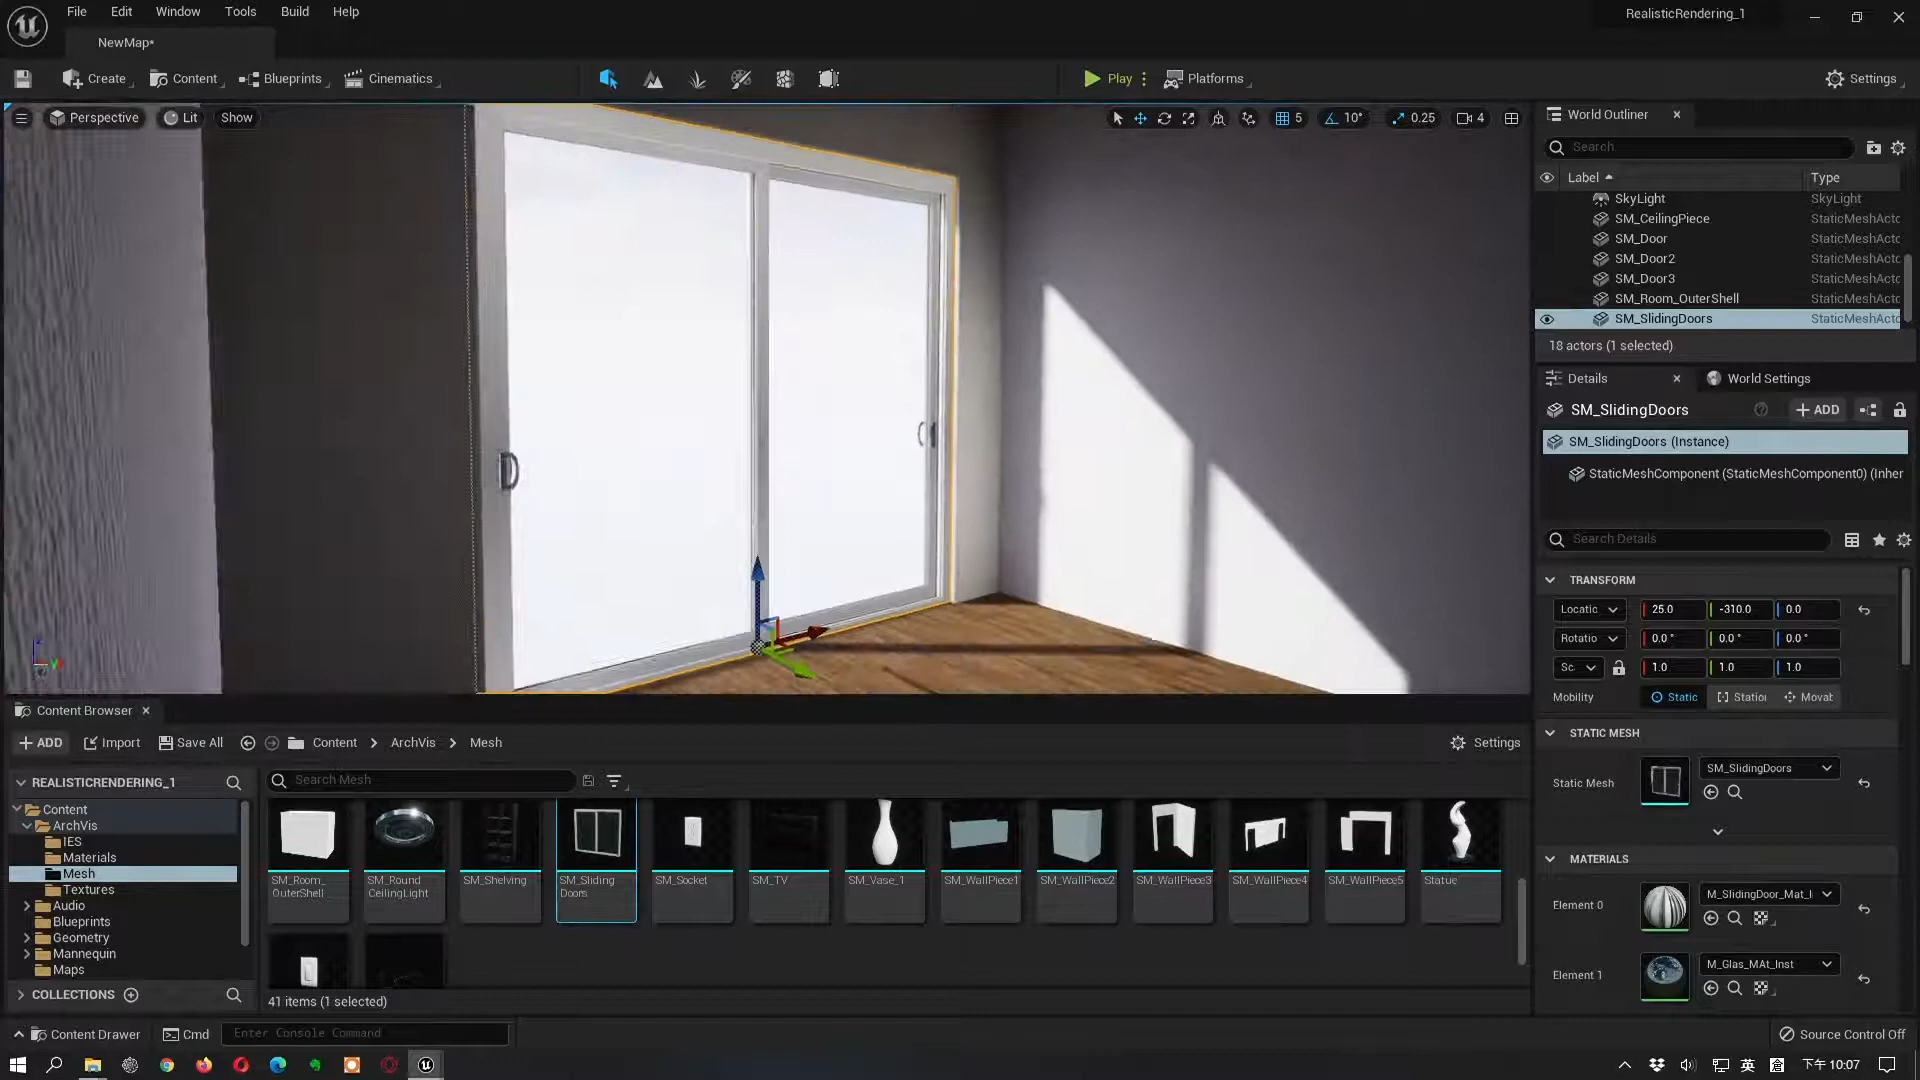 File Edit Window Tools Build Help
RealisticRendering_1
NewMap*
Create Content Blueprints Cinematics
Play Platforms
Settings
Perspective Lit Show
5 10° 0.25 4
World Outliner
Search
Label Type
SkyLight SkyLight
SM_CeilingPiece StaticMeshActo
SM_Door StaticMeshActo
SM_Door2 StaticMeshActo
SM_Door3 StaticMeshActo
SM_Room_OuterShell StaticMeshActo
SM_SlidingDoors StaticMeshActo
18 actors (1 selected)
Details World Settings
SM_SlidingDoors ADD
SM_SlidingDoors (Instance)
StaticMeshComponent (StaticMeshComponent0) (Inher
Search Details
TRANSFORM
Locatic 25.0 -310.0 0.0
Rotatio 0.0° 0.0° 0.0°
Sc. 1.0 1.0 1.0
Mobility Static Statioi Movab
STATIC MESH
Static Mesh SM_SlidingDoors
MATERIALS
Element 0 M_SlidingDoor_Mat_I
Element 1 M_Glas_MAt_Inst
Content Browser
ADD Import Save All Content ArchVis Mesh Settings
REALISTICRENDERING_1
Search Mesh
Content
ArchVis
IES
Materials
Mesh
Textures
Audio
Blueprints
Geometry
Mannequin
Maps
COLLECTIONS
SM_Room_
OuterShell
SM_Round
CeilingLight
SM_Shelving
SM_Sliding
Doors
SM_Socket
SM_TV
SM_Vase_1
SM_WallPiece1
SM_WallPiece2
SM_WallPiece3
SM_WallPiece4
SM_WallPiece5
Statue
41 items (1 selected)
Content Drawer Cmd Enter Console Command
Source Control Off
英 下午 10:07